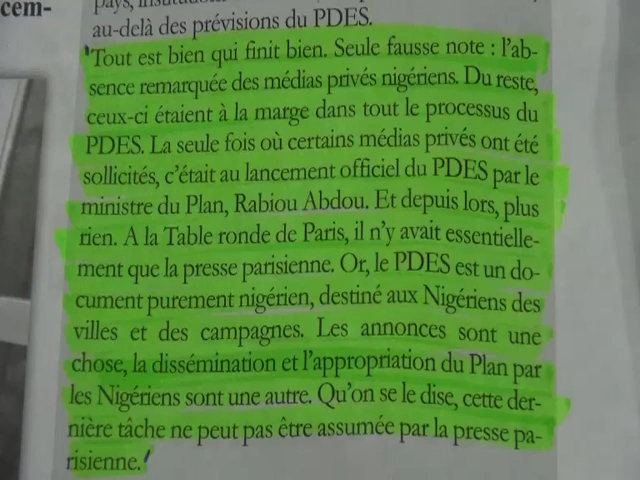 cem-
pays,
au-delà des prévisions du PDES.
'Tout est bien qui finit bien. Seule fausse note : l'ab-
sence remarquée des médias privés nigériens. Du reste,
ceux-ci étaient à la marge dans tout le processus du
PDES. La seule fois où certains médias privés ont été
sollicités, c'était au lancement officiel du PDES par le
ministre du Plan, Rabiou Abdou. Et depuis lors, plus
rien. A la Table ronde de Paris, il n'y avait essentielle-
ment que la presse parisienne. Or, le PDES est un do-
cument purement nigérien, destiné aux Nigériens des
villes et des campagnes. Les annonces sont une
chose, la dissémination et l'appropriation du Plan par
les Nigériens sont une autre. Qu'on se le dise, cette der-
nière tâche ne peut pas être assumée par la presse pa-
risienne.'